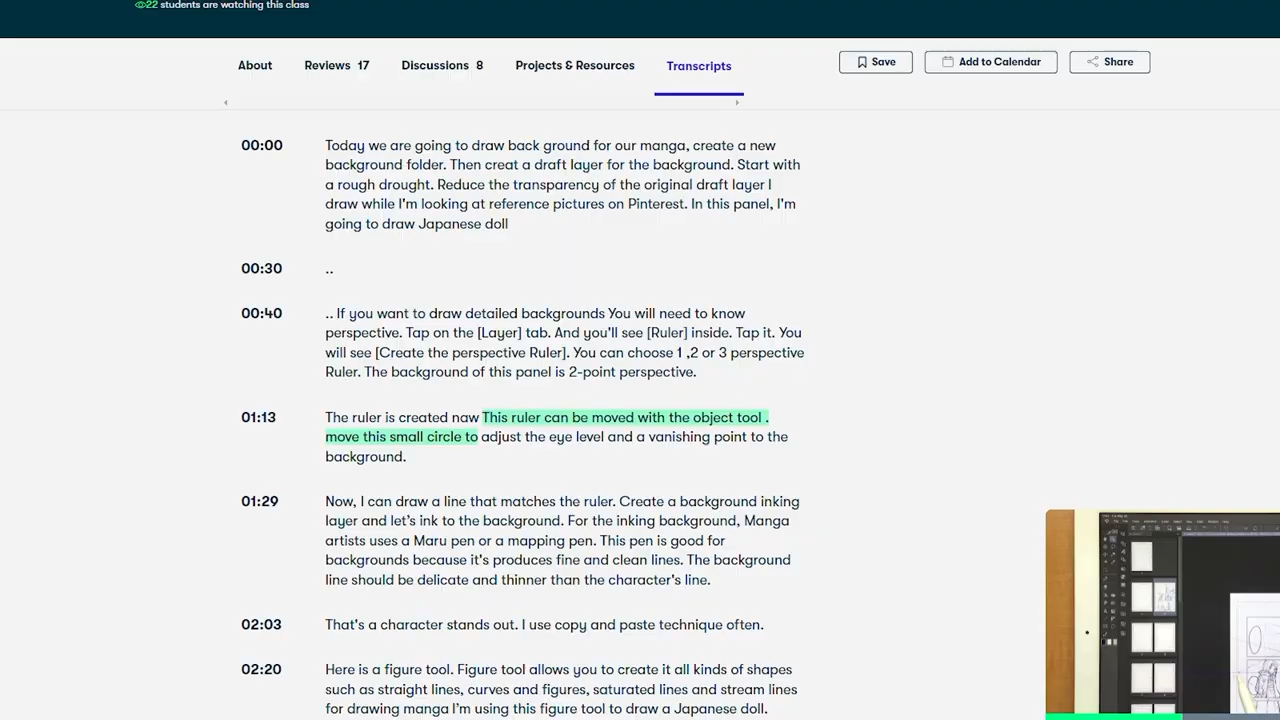 22 students are watching this class
About
Reviews 17
Discussions 8
Projects & Resources
Transcripts
Save
Add to Calendar
Share
00:00
Today we are going to draw back ground for our manga, create a new
background folder. Then creat a draft layer for the background. Start with
a rough drought. Reduce the transparency of the original draft layer I
draw while I'm looking at reference pictures on Pinterest. In this panel, I'm
going to draw Japanese doll
00:30
..
00:40
.. If you want to draw detailed backgrounds You will need to know
perspective. Tap on the [Layer] tab. And you'll see [Ruler] inside. Tap it. You
will see [Create the perspective Ruler]. You can choose 1 ,2 or 3 perspective
Ruler. The background of this panel is 2-point perspective.
01:13
The ruler is created naw This ruler can be moved with the object tool .
move this small circle to adjust the eye level and a vanishing point to the
background.
01:29
Now, I can draw a line that matches the ruler. Create a background inking
layer and let's ink to the background. For the inking background, Manga
artists uses a Maru pen or a mapping pen. This pen is good for
backgrounds because it's produces fine and clean lines. The background
line should be delicate and thinner than the character's line.
02:03
That's a character stands out. I use copy and paste technique often.
02:20
Here is a figure tool. Figure tool allows you to create it all kinds of shapes
such as straight lines, curves and figures, saturated lines and stream lines
for drawing manga I'm using this figure tool to draw a Japanese doll.